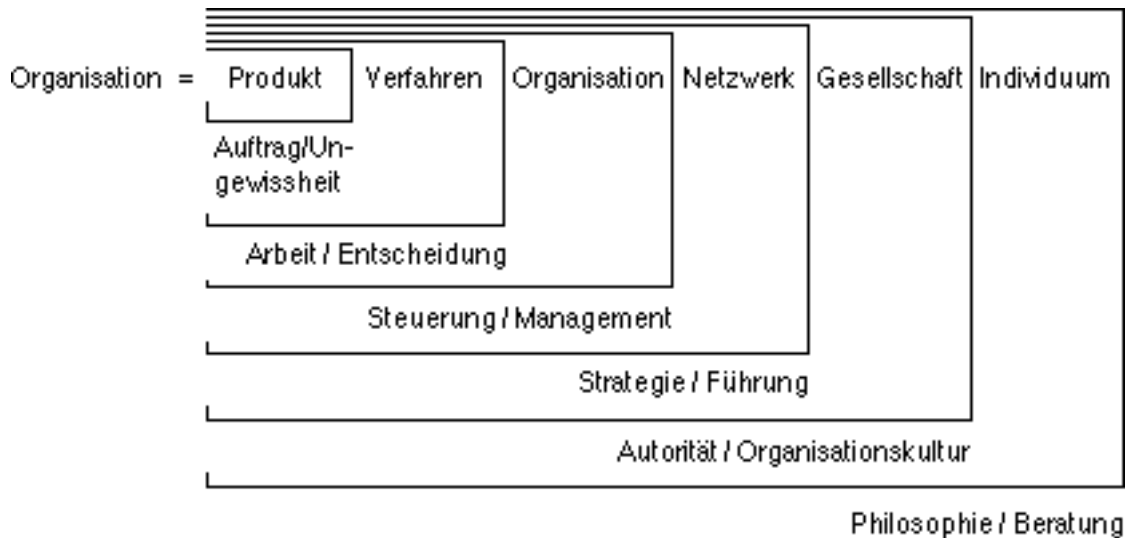 Organisation = Produkt Verfahren Organisation Netzwerk Gesellschaft Individuum
Auftrag/Un-
gewissheit
Arbeit / Entscheidung
Steuerung / Management
Strategie / Führung
Autorität / Organisationskultur
Philosophie / Beratung